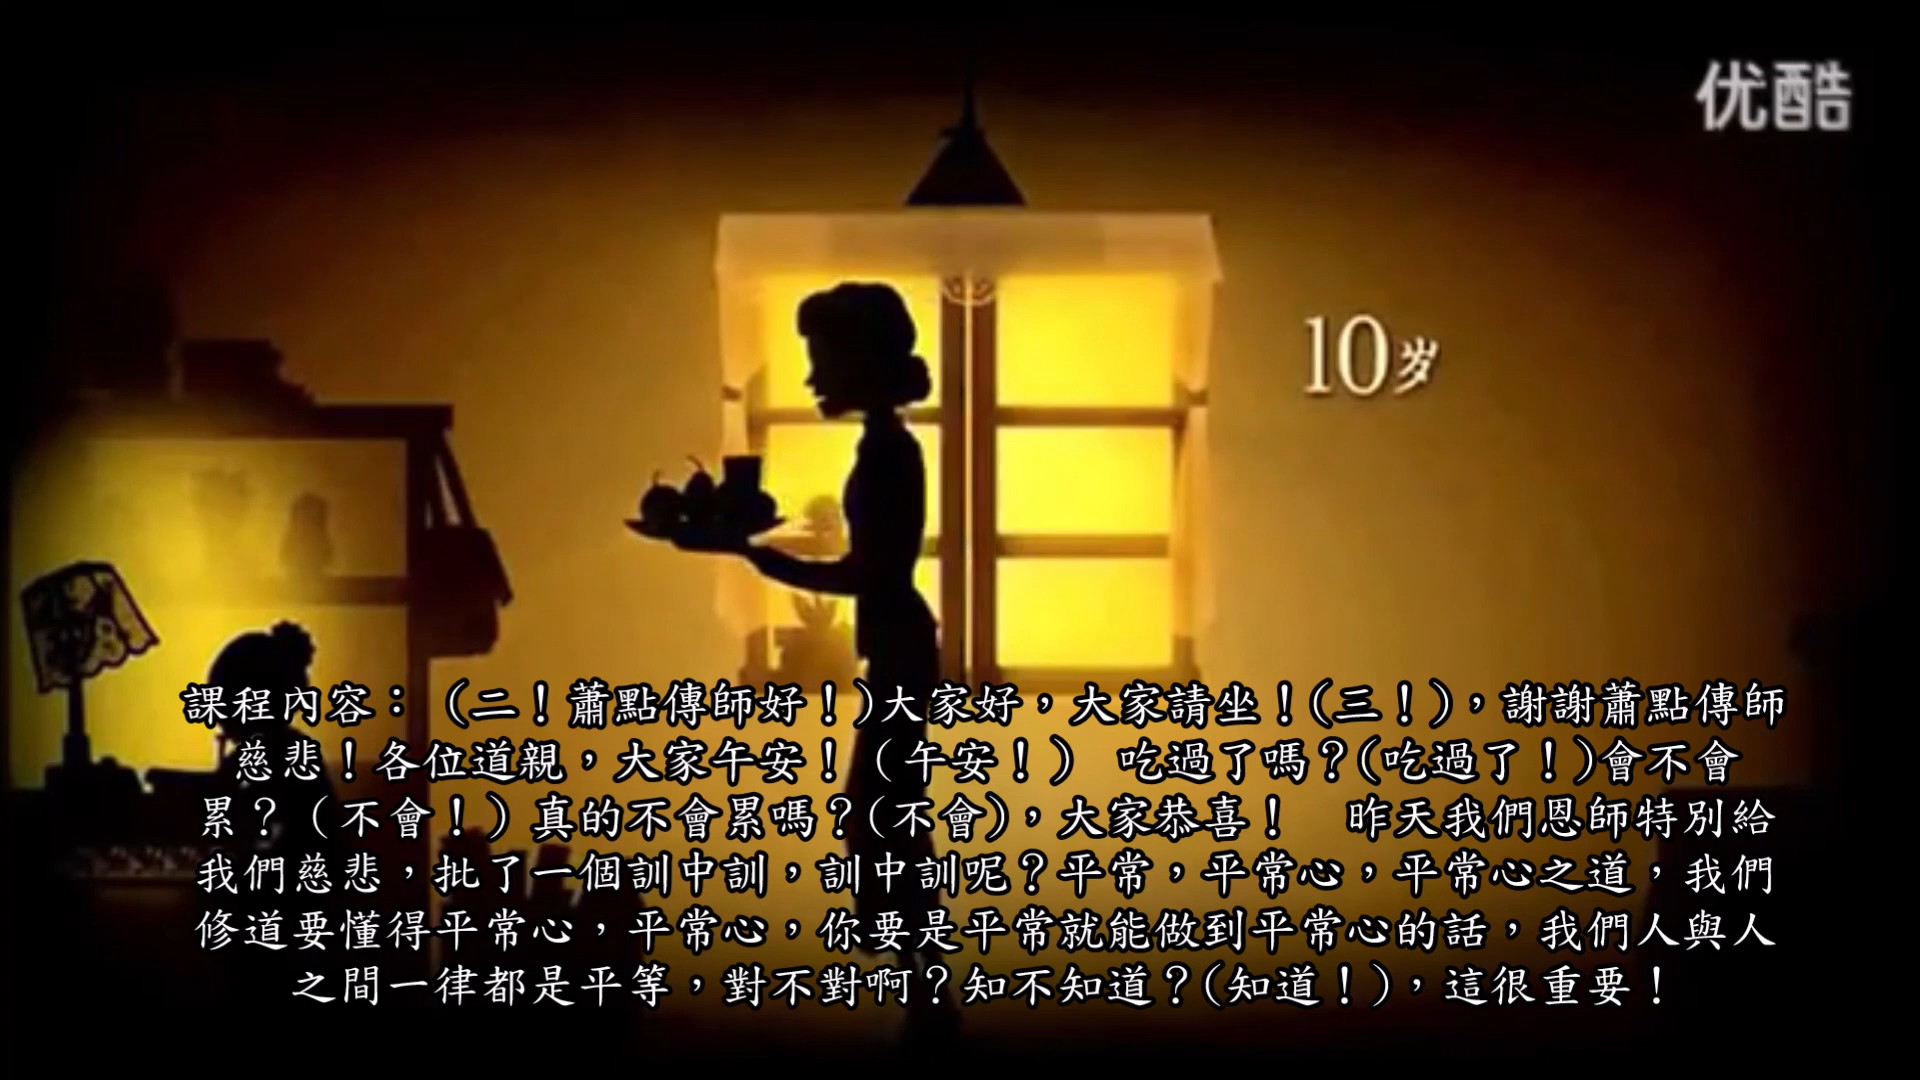 优酷
10岁
課程內容： (二！蕭點傳師好！)大家好，大家請坐！(三！)，謝謝蕭點傳師
慈悲！各位道親，大家午安！（午安！） 吃過了嗎？(吃過了！)會不會
累？（不會！）真的不會累嗎？(不會)，大家恭喜！　昨天我們恩師特別給
我們慈悲，批了一個訓中訓，訓中訓呢？平常，平常心，平常心之道，我們
修道要懂得平常心，平常心，你要是平常就能做到平常心的話，我們人與人
之間一律都是平等，對不對啊？知不知道？(知道！)，這很重要！